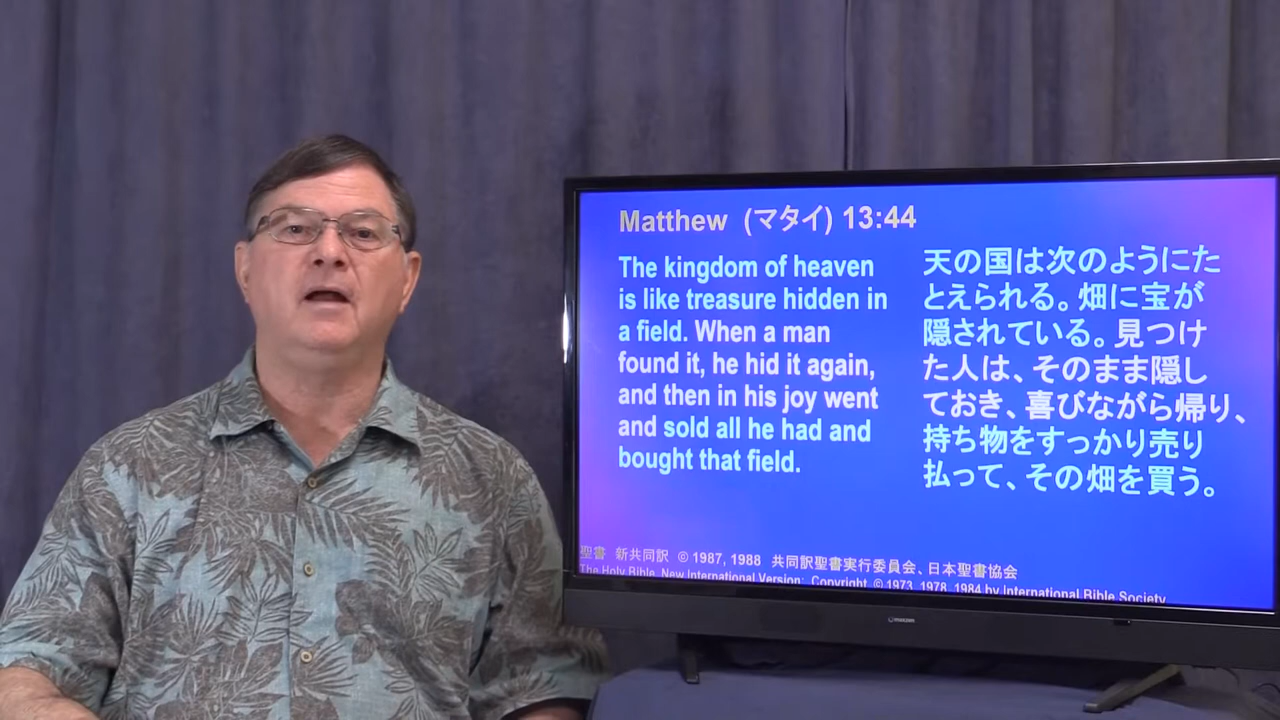 Matthew (マタイ) 13:44
The kingdom of heaven
is like treasure hidden in
a field. When a man
found it, he hid it again,
and then in his joy went
and sold all he had and
bought that field.
天の国は次のようにた
とえられる。畑に宝が
隠されている。見つけ
た人は、そのまま隠し
ておき、喜びながら帰り、
持ち物をすっかり売り
払って、その畑を買う。
聖書 新共同訳 © 1987, 1988 共同訳聖書実行委員会、日本聖書協会
The Holy Bible, New International Version: Copyright © 1973, 1978, 1984 by International Bible Society
maxzen